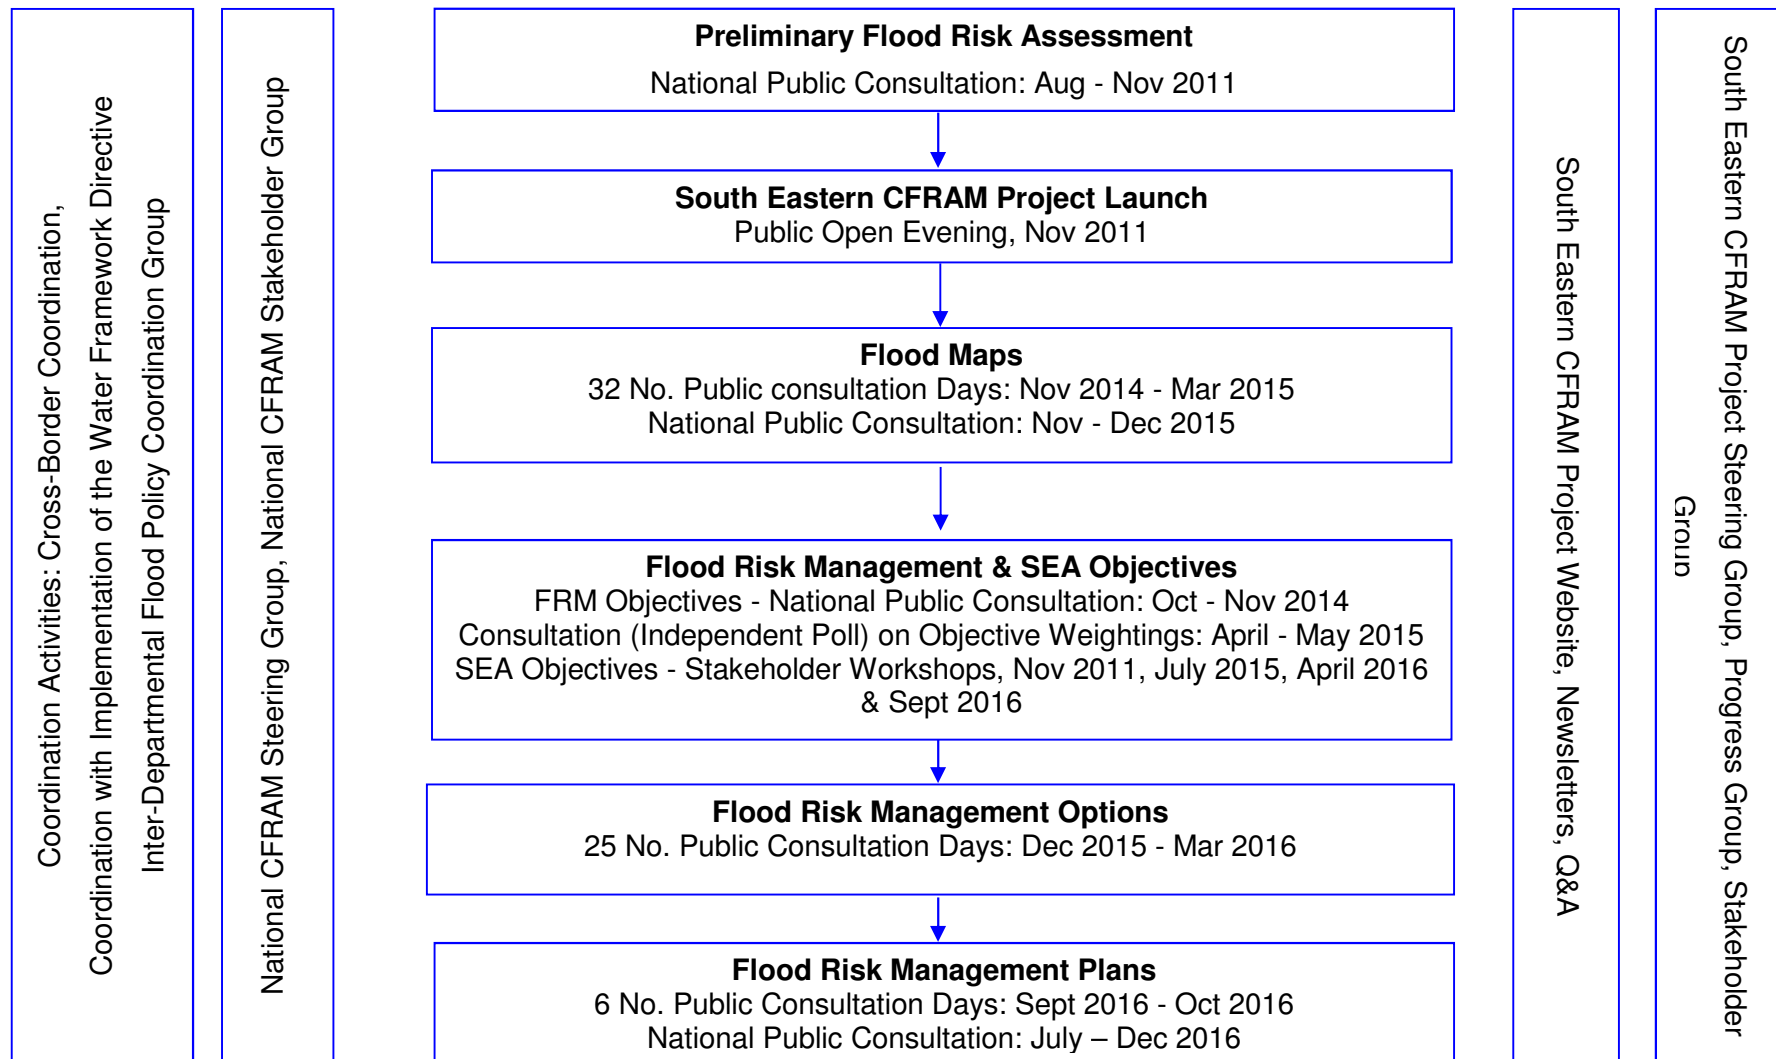 Coordination Activities: Cross-Border Coordination,
Coordination with Implementation of the Water Framework Directive
Inter-Departmental Flood Policy Coordination Group
National CFRAM Steering Group, National CFRAM Stakeholder Group
Preliminary Flood Risk Assessment
National Public Consultation: Aug - Nov 2011
South Eastern CFRAM Project Launch
Public Open Evening, Nov 2011
Flood Maps
32 No. Public consultation Days: Nov 2014 - Mar 2015
National Public Consultation: Nov - Dec 2015
Flood Risk Management & SEA Objectives
FRM Objectives - National Public Consultation: Oct - Nov 2014
Consultation (Independent Poll) on Objective Weightings: April - May 2015
SEA Objectives - Stakeholder Workshops, Nov 2011, July 2015, April 2016
& Sept 2016
Flood Risk Management Options
25 No. Public Consultation Days: Dec 2015 - Mar 2016
Flood Risk Management Plans
6 No. Public Consultation Days: Sept 2016 - Oct 2016
National Public Consultation: July – Dec 2016
South Eastern CFRAM Project Website, Newsletters, Q&A
South Eastern CFRAM Project Steering Group, Progress Group, Stakeholder
Group